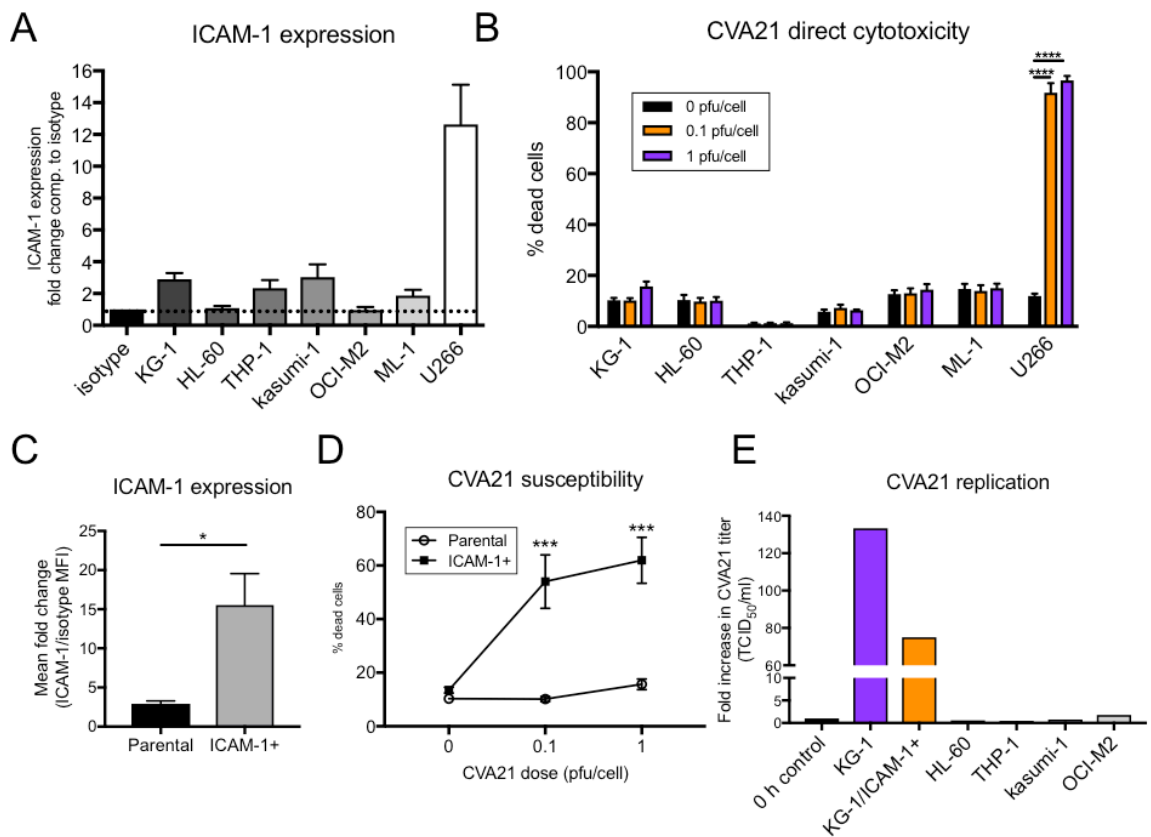 A
ICAM-1 expression
ICAM-1 expression
fold change comp. to isotype
16
14
12
10
8
6
4
2
0
isotype
KG-1
HL-60
THP-1
kasumi-1
OCI-M2
ML-1
U266
B
CVA21 direct cytotoxicity
% dead cells
100
80
60
40
20
0
0 pfu/cell
0.1 pfu/cell
1 pfu/cell
****
****
KG-1
HL-60
THP-1
kasumi-1
OCI-M2
ML-1
U266
C
ICAM-1 expression
Mean fold change
(ICAM-1/isotype MFI)
25
20
15
10
5
0
*
Parental
ICAM-1+
D
CVA21 susceptibility
% dead cells
80
60
40
20
0
Parental
ICAM-1+
***
***
0
0.1
1
CVA21 dose (pfu/cell)
E
CVA21 replication
Fold increase in CVA21 titer
(TCID50/ml)
140
120
100
80
60
10
5
0
0 h control
KG-1
KG-1/ICAM-1+
HL-60
THP-1
kasumi-1
OCI-M2